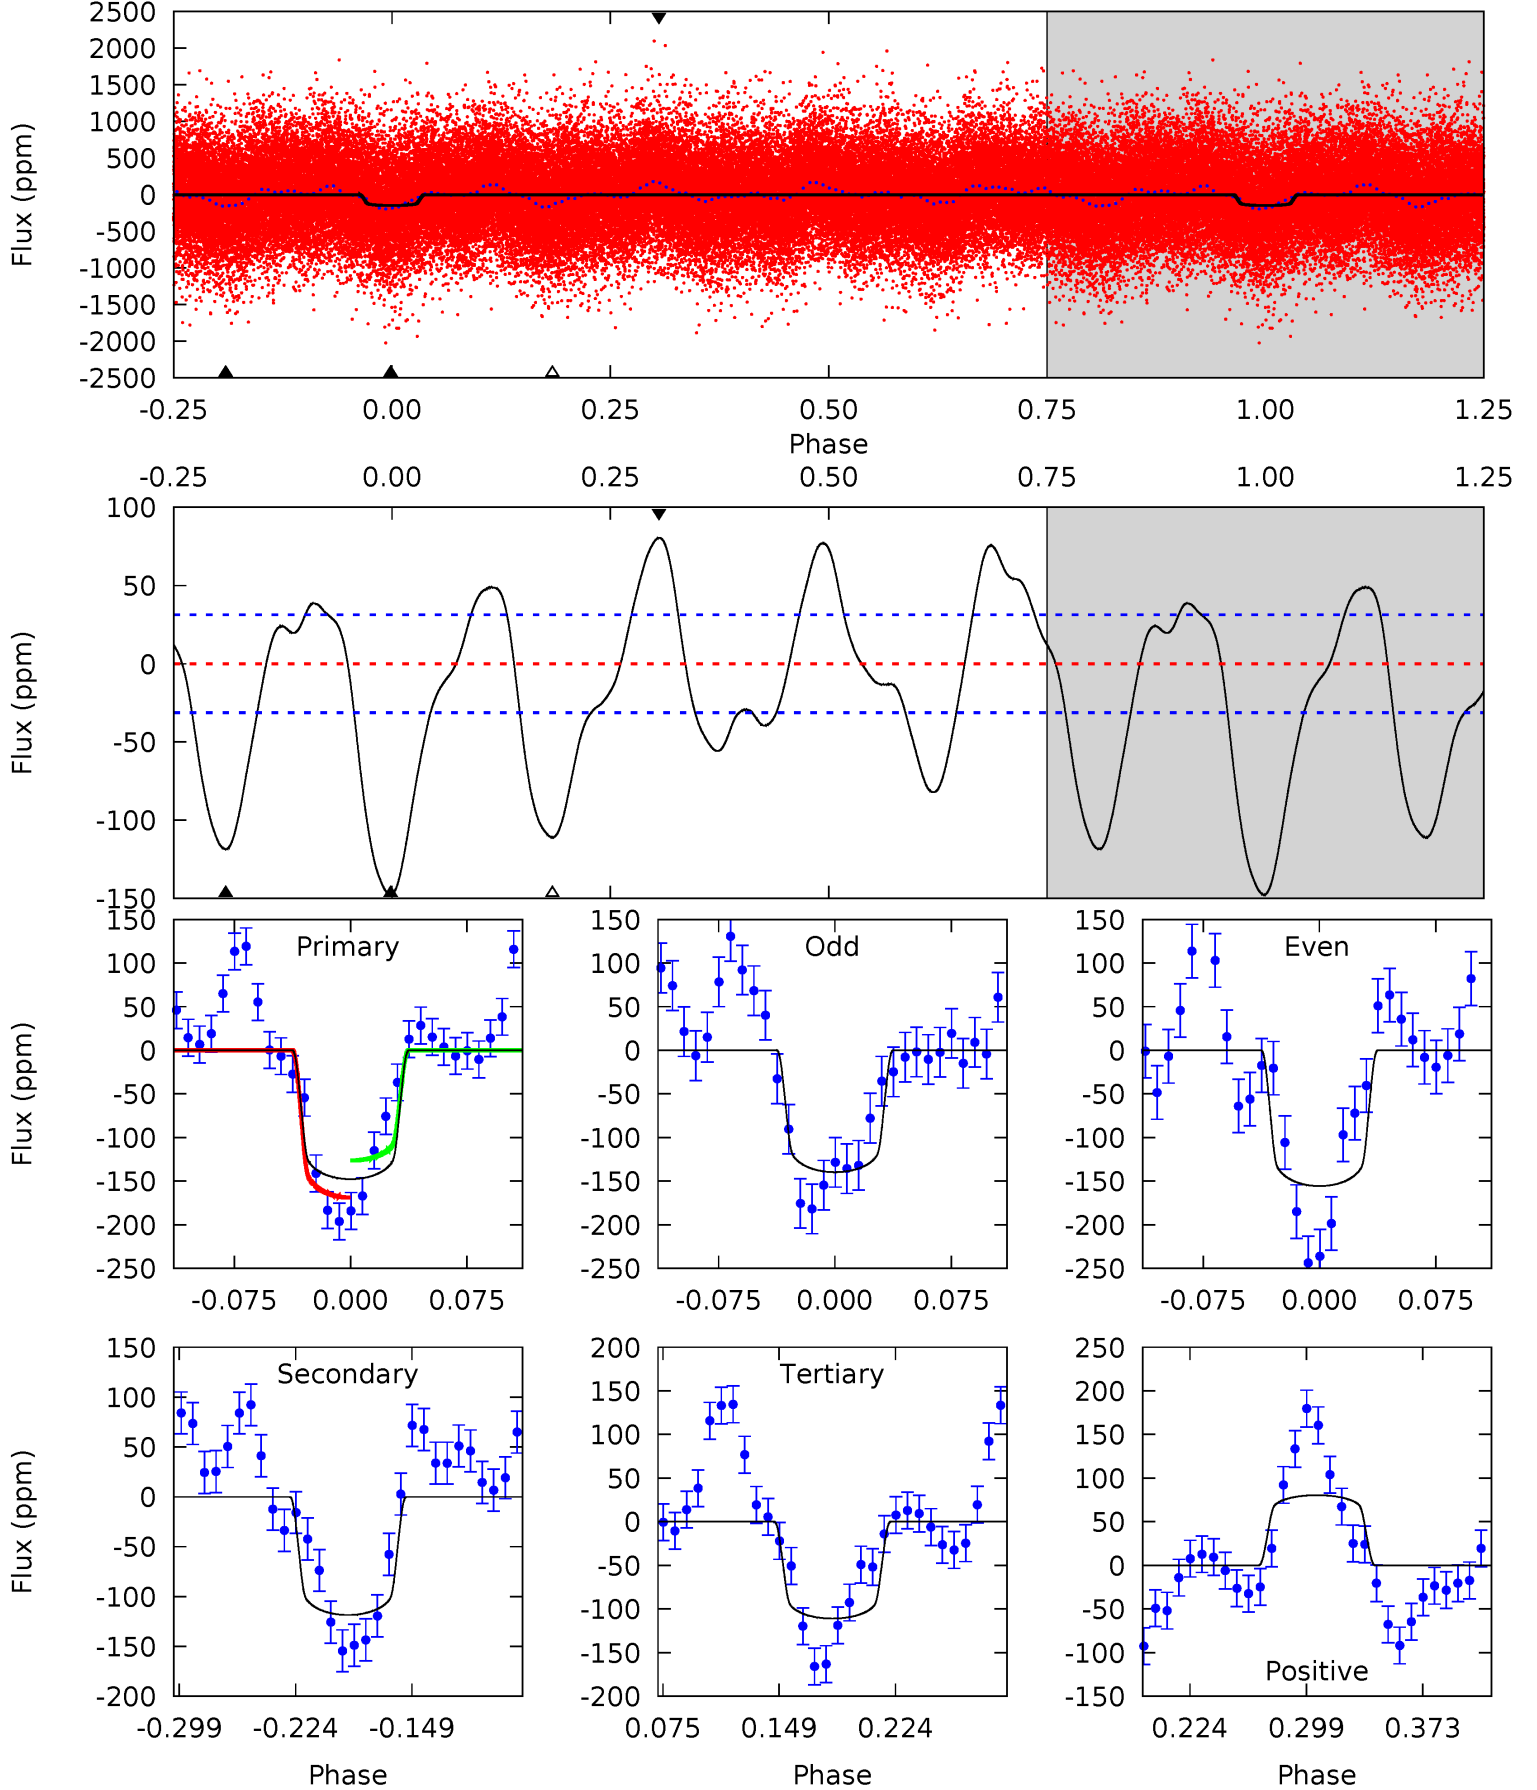 2500
2000
1500
1000
500
0
-500
-1000
-1500
-2000
-2500
Flux (ppm)
-0.25 0.00 0.25 0.50 0.75 1.00 1.25
Phase
-0.25 0.00 0.25 0.50 0.75 1.00 1.25
100
50
0
-50
-100
-150
Flux (ppm)
Primary Odd Even
150 150 150
100 100 100
50 50 50
0 0 0
-50 -50 -50
-100 -100 -100
-150 -150 -150
-200 -200 -200
-250 -250 -250
Flux (ppm)
-0.075 0.000 0.075 -0.075 0.000 0.075 -0.075 0.000 0.075
Secondary Tertiary Positive
150 200 250
100 150 200
50 100 150
0 50 100
-50 0 50
-100 -50 0
-150 -100 -50
-200 -150 -100
-200 -150
Flux (ppm)
-0.299 -0.224 -0.149 0.075 0.149 0.224 0.224 0.299 0.373
Phase Phase Phase